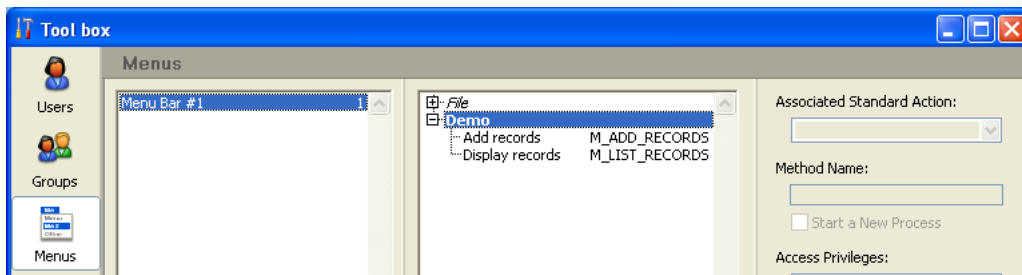 Tool box
Menus
Users
Groups
Menus
Menu Bar #1 1
File
Demo
Add records M_ADD_RECORDS
Display records M_LIST_RECORDS
Associated Standard Action:
Method Name:
Start a New Process
Access Privileges: